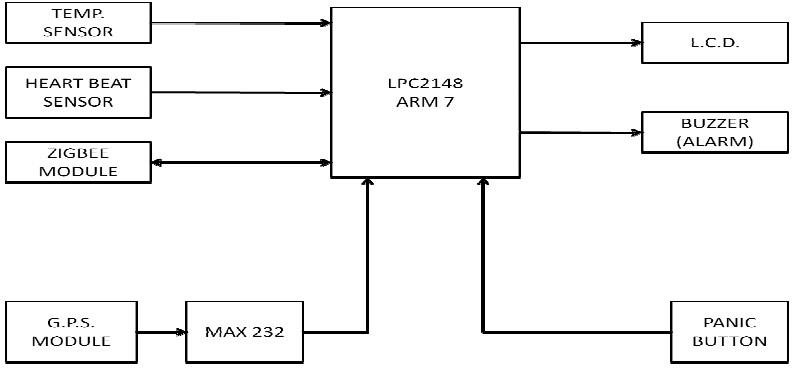 TEMP.
SENSOR
HEART BEAT
SENSOR
ZIGBEE
MODULE
LPC2148
ARM 7
L.C.D.
BUZZER
(ALARM)
G.P.S.
MODULE
MAX 232
PANIC
BUTTON